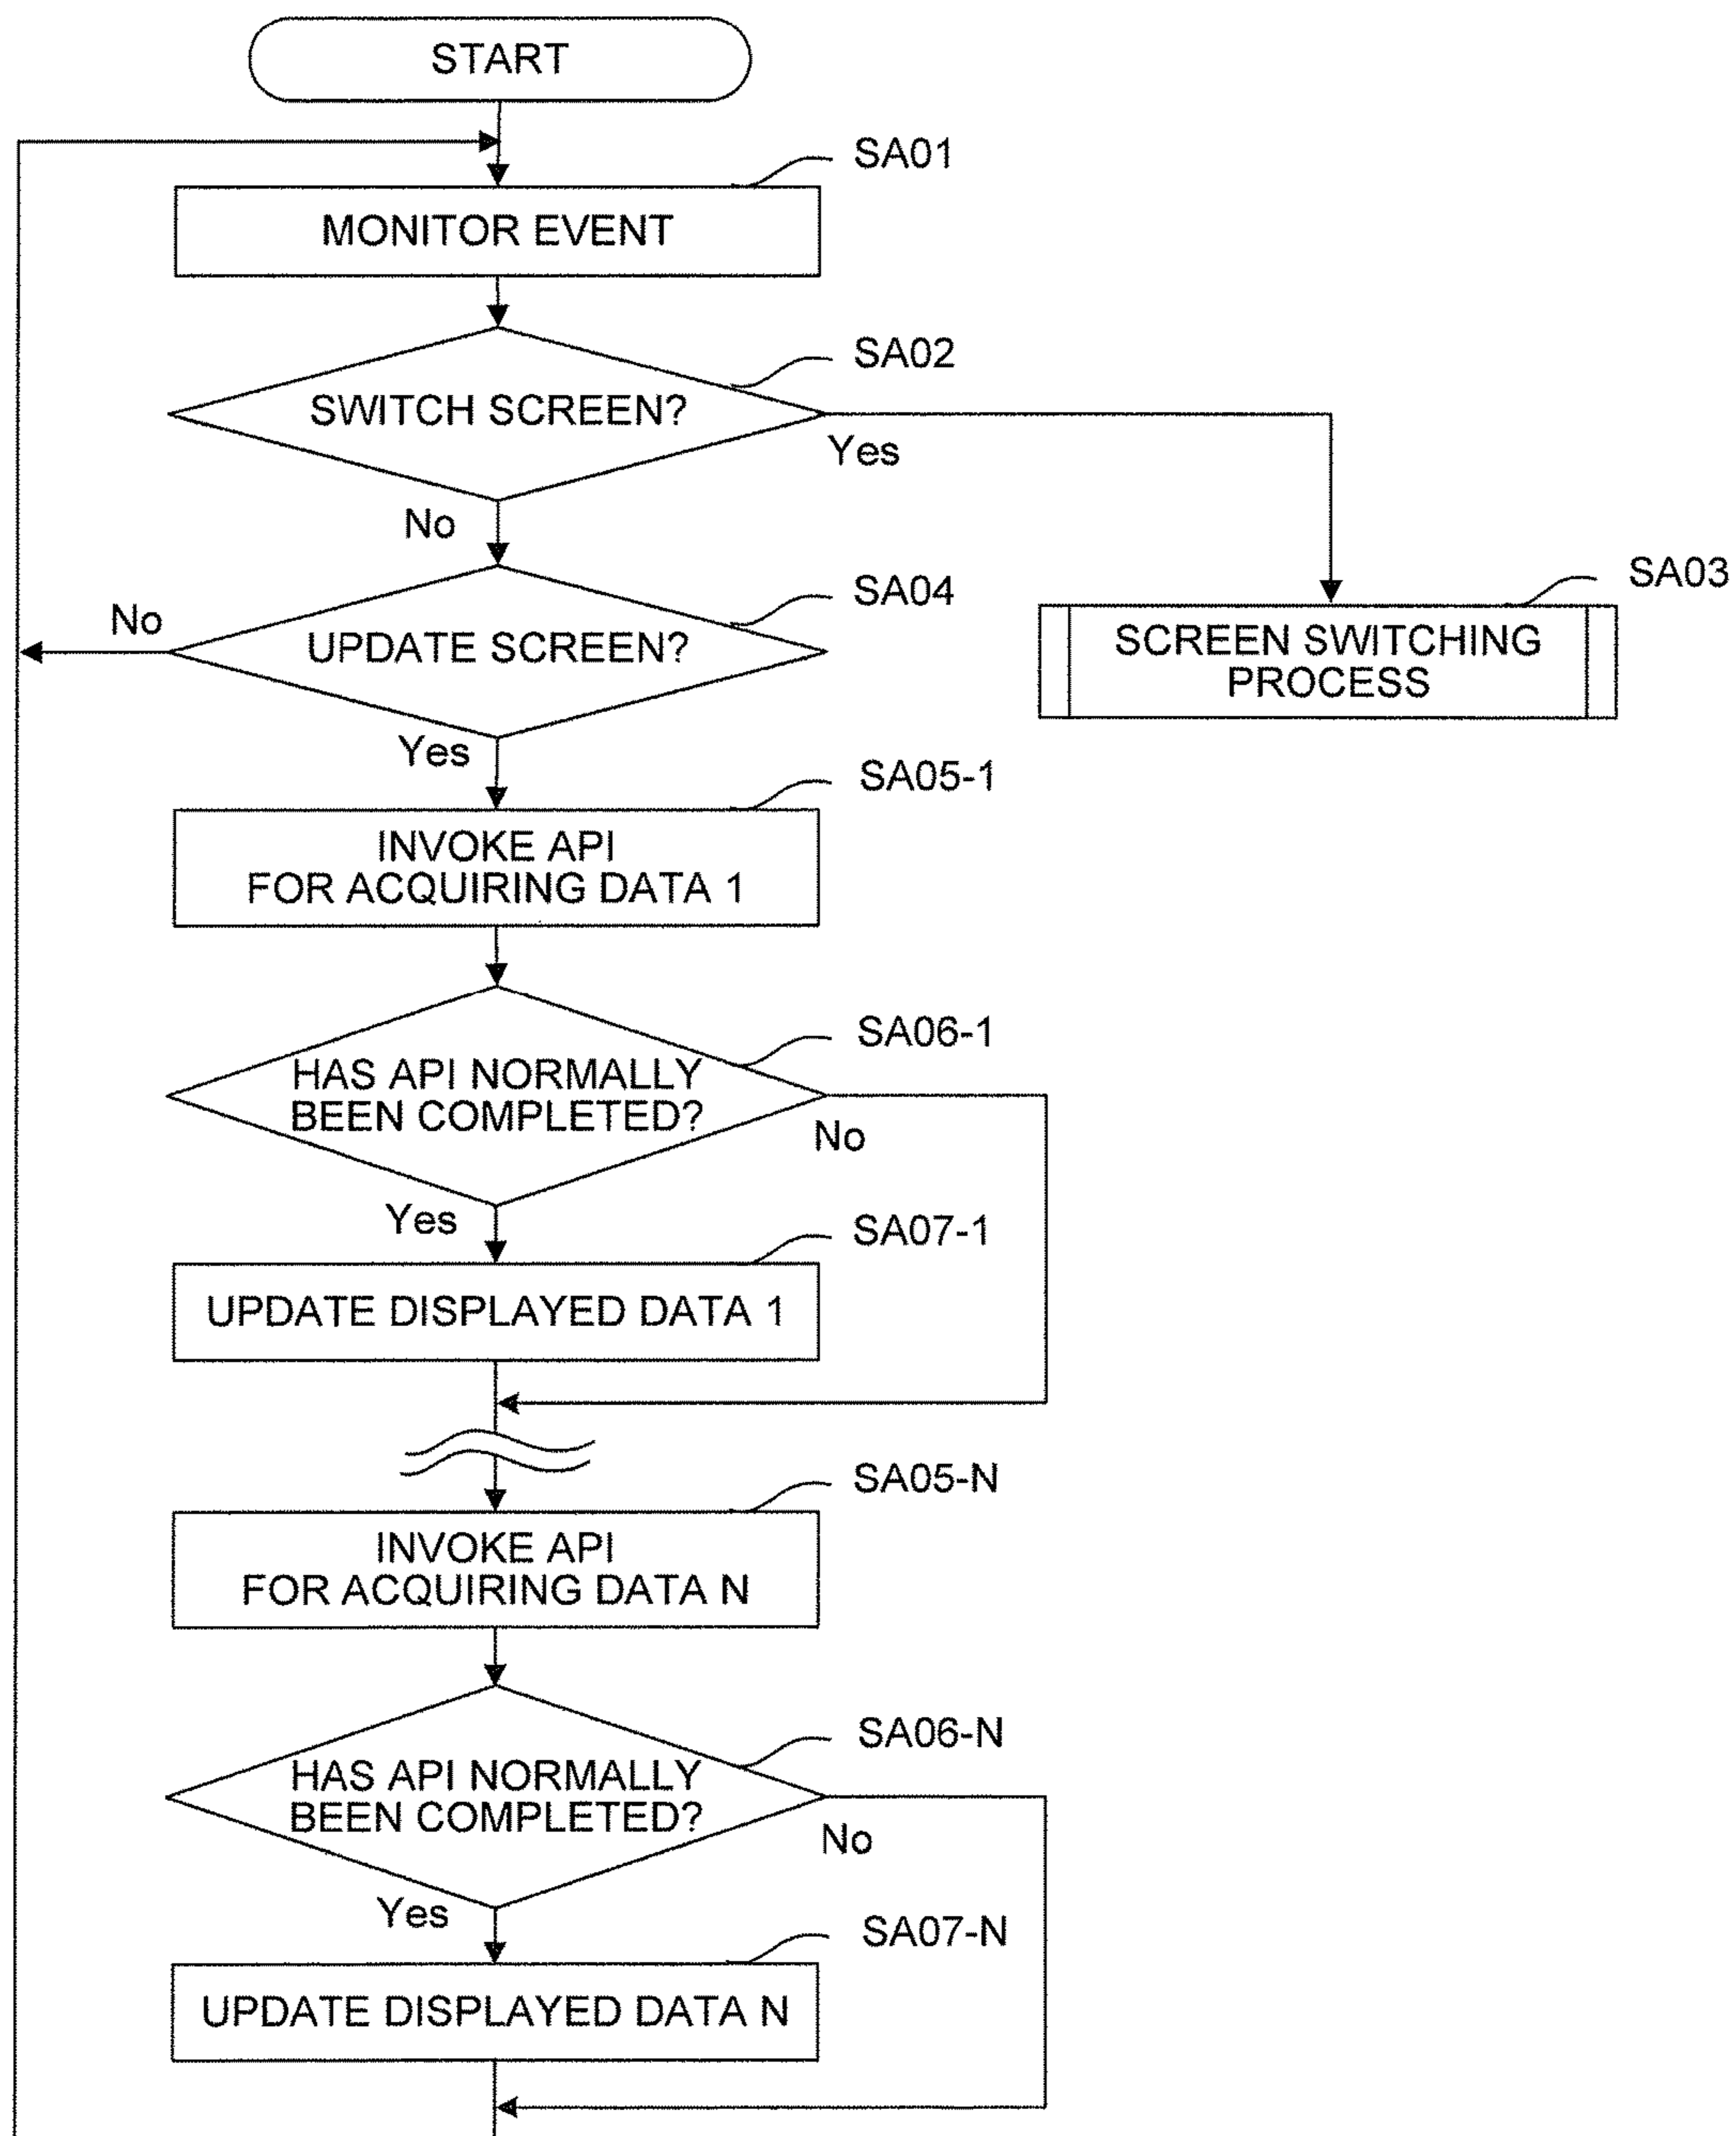 START
SA01
MONITOR EVENT
SA02
SWITCH SCREEN?
Yes
No
SA03
SCREEN SWITCHING
PROCESS
SA04
No
UPDATE SCREEN?
Yes
SA05-1
INVOKE API
FOR ACQUIRING DATA 1
SA06-1
HAS API NORMALLY
BEEN COMPLETED?
No
Yes
SA07-1
UPDATE DISPLAYED DATA 1
SA05-N
INVOKE API
FOR ACQUIRING DATA N
SA06-N
HAS API NORMALLY
BEEN COMPLETED?
No
Yes
SA07-N
UPDATE DISPLAYED DATA N